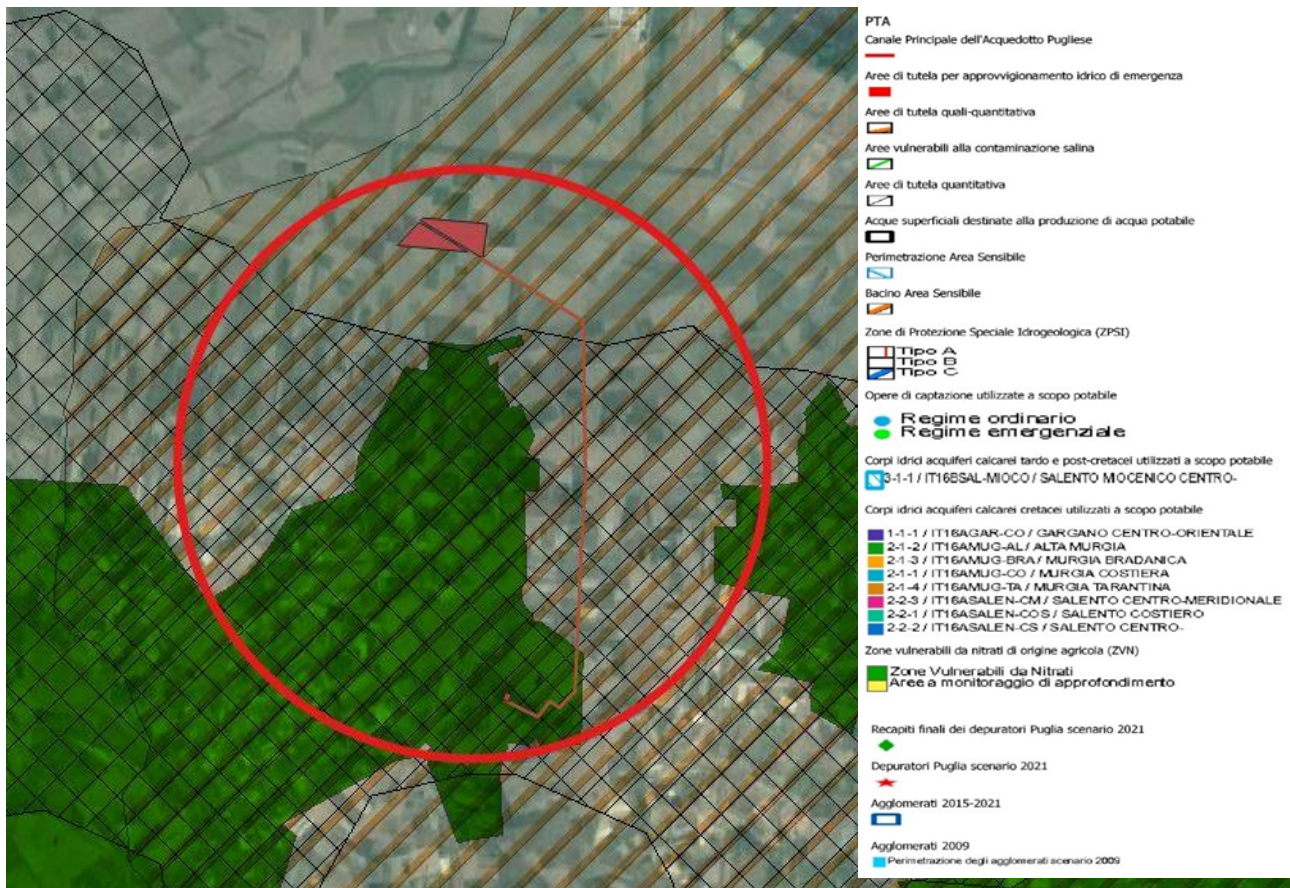 PTA
Canale Principale dell'Acquedotto Pugliese
Aree di tutela per approvvigionamento idrico di emergenza
Aree di tutela quali-quantitativa
Aree vulnerabili alla contaminazione salina
Aree di tutela quantitativa
Acque superficiali destinate alla produzione di acqua potabile
Perimetrazione Area Sensibile
Bacino Area Sensibile
Zone di Protezione Speciale Idrogeologica (ZPSI)
Tipo A
Tipo B
Tipo C
Opere di captazione utilizzate a scopo potabile
Regime ordinario
Regime emergenziale
Corpi idrici acquiferi calcarei tardo e post-cretacei utilizzati a scopo potabile
3-1-1 / IT16BSAL-MIOCO / SALENTO MIOCENICO CENTRO-
Corpi idrici acquiferi calcarei cretacei utilizzati a scopo potabile
1-1-1 / IT16AGAR-CO / GARGANO CENTRO-ORIENTALE
2-1-2 / IT16AMUG-AL / ALTA MURGIA
2-1-3 / IT16AMUG-BRA / MURGIA BRADANICA
2-1-1 / IT16AMUG-CO / MURGIA COSTIERA
2-1-4 / IT16AMUG-TA / MURGIA TARANTINA
2-2-3 / IT16ASALEN-CM / SALENTO CENTRO-MERIDIONALE
2-2-1 / IT16ASALEN-COS / SALENTO COSTIERO
2-2-2 / IT16ASALEN-CS / SALENTO CENTRO-
Zone vulnerabili da nitrati di origine agricola (ZVN)
Zone Vulnerabili da Nitrati
Aree a monitoraggio di approfondimento
Recapiti finali dei depuratori Puglia scenario 2021
Depuratori Puglia scenario 2021
Agglomerati 2015-2021
Agglomerati 2009
Perimetrazione degli agglomerati scenario 2009